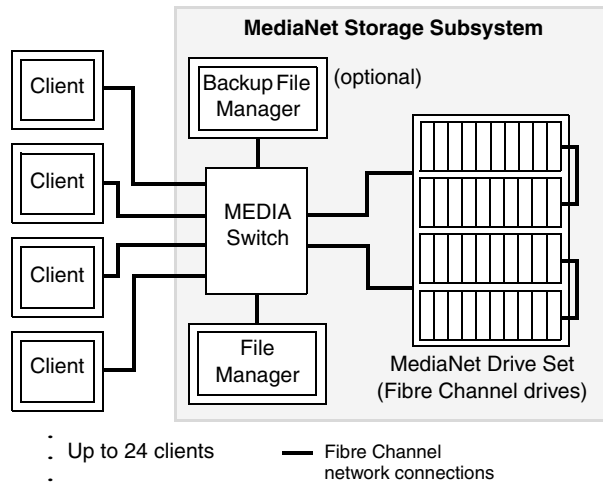 MediaNet Storage Subsystem
Client
Client
Client
Client
Backup File
Manager
(optional)
MEDIA
Switch
File
Manager
MediaNet Drive Set
(Fibre Channel drives)
Up to 24 clients
Fibre Channel
network connections